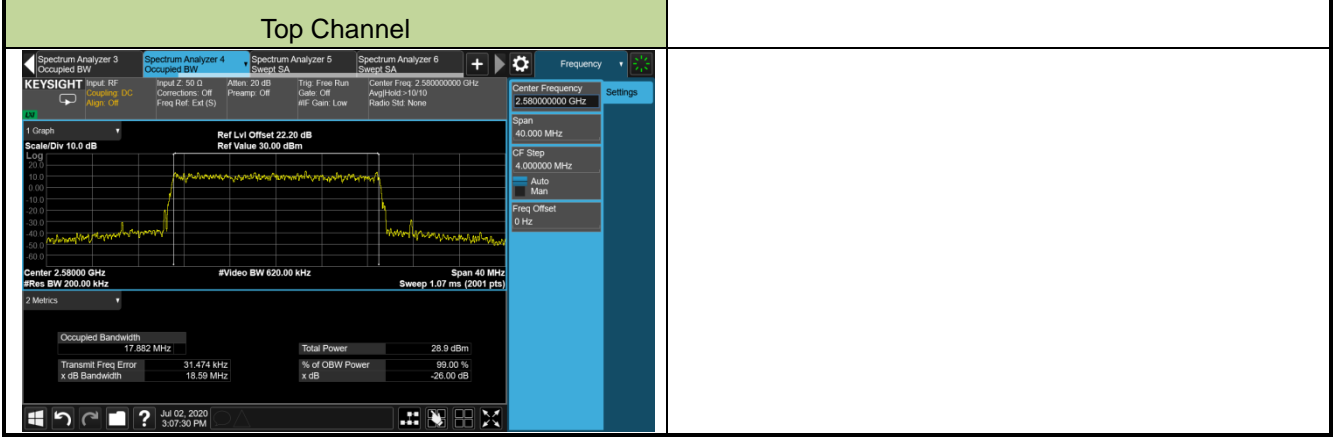 Top Channel
Spectrum Analyzer 3
Occupied BW
Spectrum Analyzer 4
Occupied BW
Spectrum Analyzer 5
Swept SA
Spectrum Analyzer 6
Swept SA
+
Frequency
KEYSIGHT
Input: RF
Coupling: DC
Align: Off
Input Z: 50 Ω
Corrections: Off
Freq Ref: Ext (S)
Atten: 20 dB
Preamp: Off
Trig: Free Run
Gate: Off
#IF Gain: Low
Center Freq: 2.580000000 GHz
Avg|Hold:>10/10
Radio Std: None
Center Frequency
2.580000000 GHz
Settings
Span
40.000 MHz
CF Step
4.000000 MHz
Auto
Man
Freq Offset
0 Hz
1 Graph
Scale/Div 10.0 dB
Ref Lvl Offset 22.20 dB
Ref Value 30.00 dBm
Log
20.0
10.0
0.00
-10.0
-20.0
-30.0
-40.0
-50.0
-60.0
Center 2.58000 GHz
#Res BW 200.00 kHz
#Video BW 620.00 kHz
Span 40 MHz
Sweep 1.07 ms (2001 pts)
2 Metrics
Occupied Bandwidth
17.882 MHz
Total Power 28.9 dBm
Transmit Freq Error 31.474 kHz
% of OBW Power 99.00 %
x dB Bandwidth 18.59 MHz
x dB -26.00 dB
?
Jul 02, 2020
3:07:30 PM